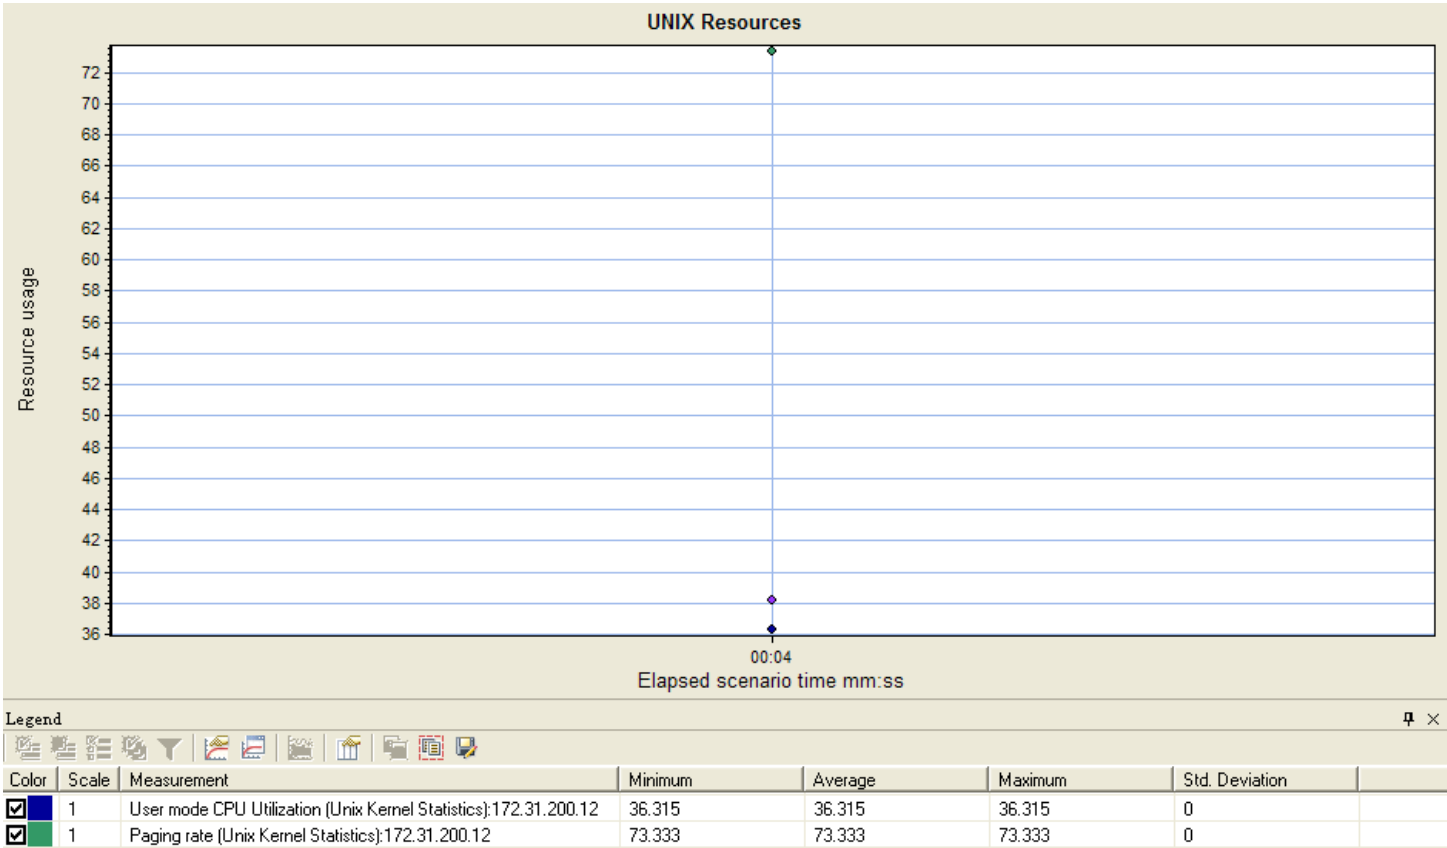 UNIX Resources
72
70
68
66
64
62
60
58
56
54
52
50
48
46
44
42
40
38
36
Resource usage
00:04
Elapsed scenario time mm:ss
Legend
Color Scale Measurement Minimum Average Maximum Std. Deviation
1 User mode CPU Utilization (Unix Kernel Statistics):172.31.200.12 36.315 36.315 36.315 0
1 Paging rate (Unix Kernel Statistics):172.31.200.12 73.333 73.333 73.333 0